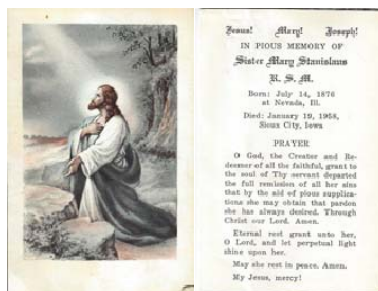 Jesus! Mary! Joseph!
IN PIOUS MEMORY OF
Sister Mary Stanislaus
R. S. M.
Born: July 14, 1876
at Nevada, Ill.
Died: January 19, 1958,
Sioux City, Iowa
PRAYER:
O God, the Creator and Re-
deemer of all the faithful, grant to
the soul of Thy servant departed
the full remission of all her sins
that by the aid of pious supplica-
tions she may obtain that pardon
she has always desired. Through
Christ our Lord. Amen.
Eternal rest grant unto her,
O Lord, and let perpetual light
shine upon her.
May she rest in peace. Amen.
My Jesus, mercy!